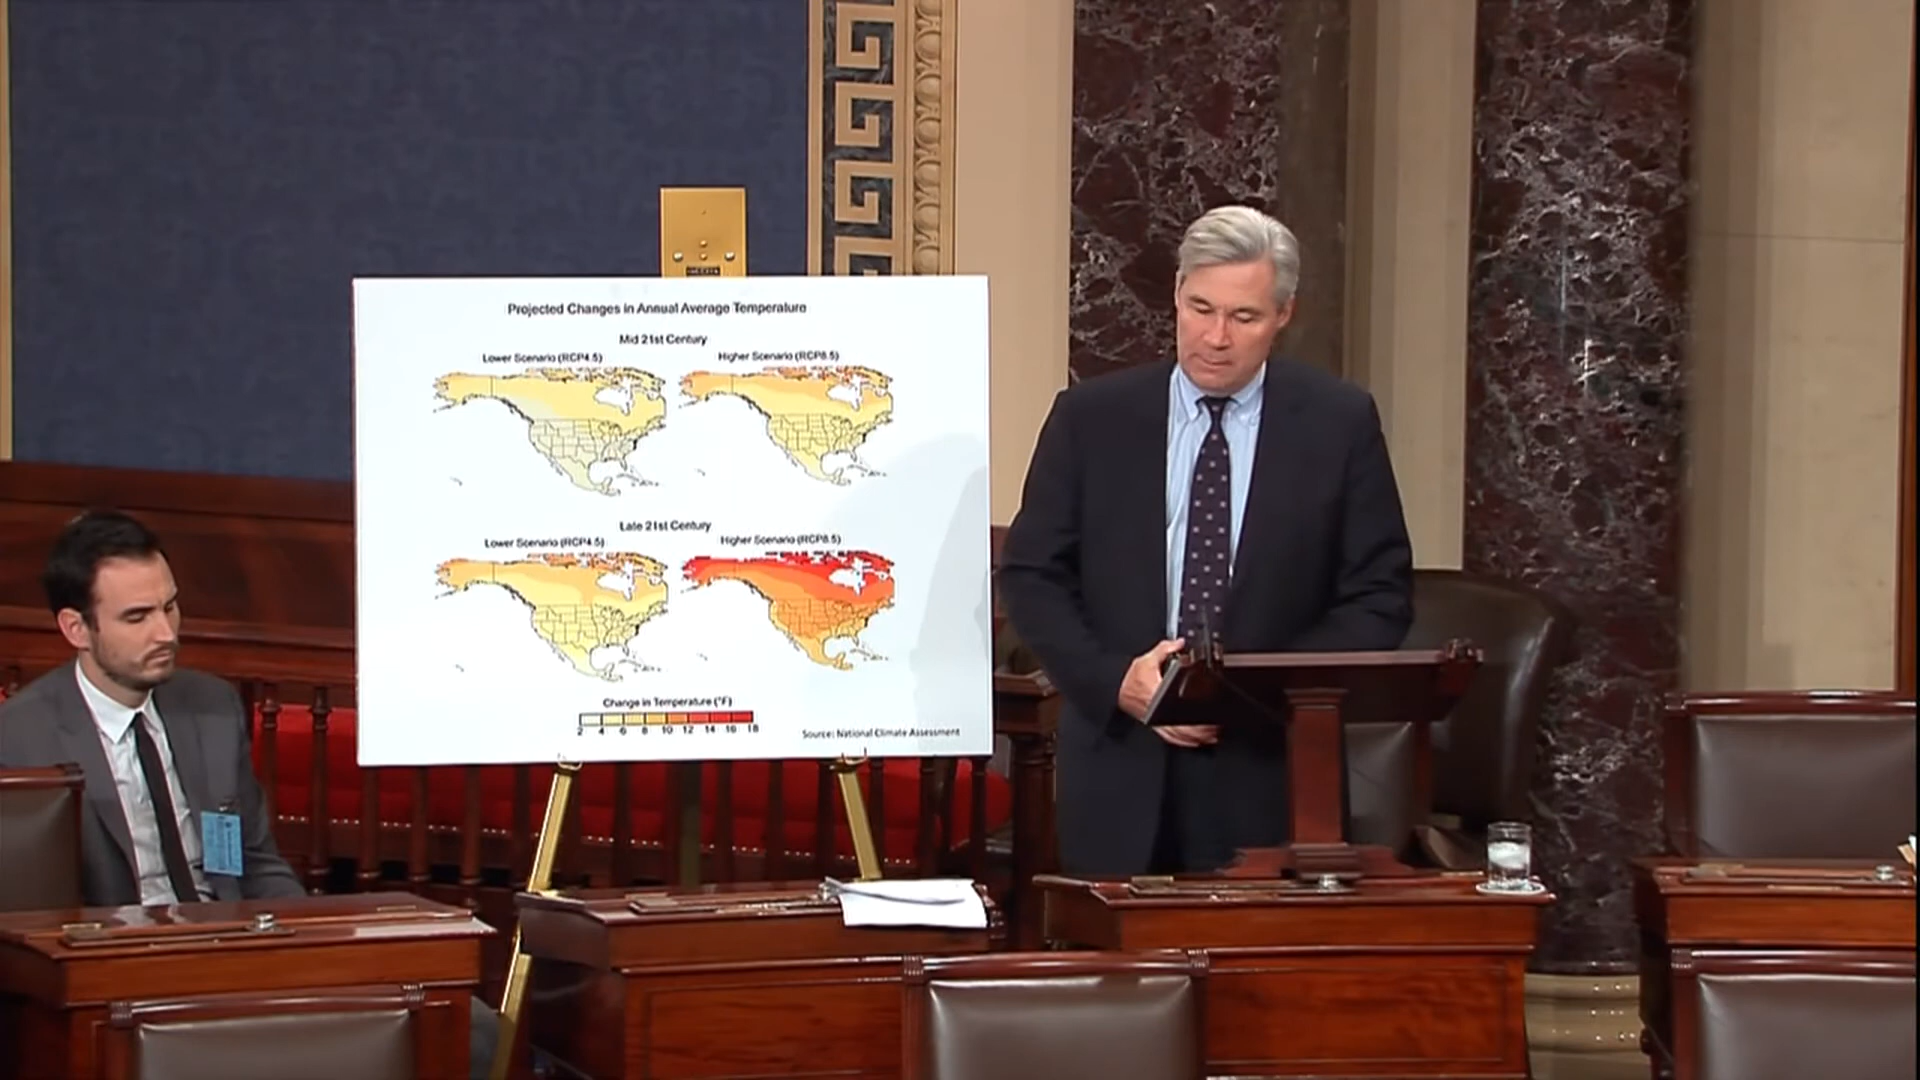 Projected Changes in Annual Average Temperature
Mid 21st Century
Lower Scenario (RCP4.5)
Higher Scenario (RCP8.5)
Late 21st Century
Lower Scenario (RCP4.5)
Higher Scenario (RCP8.5)
Change in Temperature (°F)
2 4 6 8 10 12 14 16 18
Source: National Climate Assessment